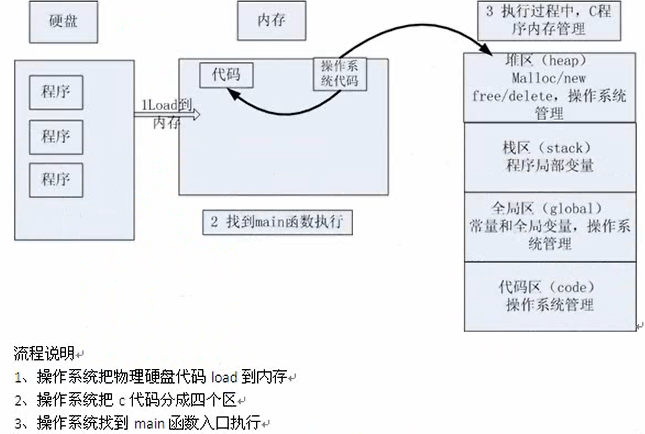 硬盘
内存
3 执行过程中，C程
序内存管理
程序
程序
程序
1Load到
内存
代码
操作系
统代码
2 找到main函数执行
堆区（heap）
Malloc/new
free/delete，操作系统
管理
栈区（stack）
程序局部变量
全局区（global）
常量和全局变量，操作系
统管理
代码区（code）
操作系统管理
流程说明
1、操作系统把物理硬盘代码 load 到内存
2、操作系统把 c 代码分成四个区
3、操作系统找到 main 函数入口执行